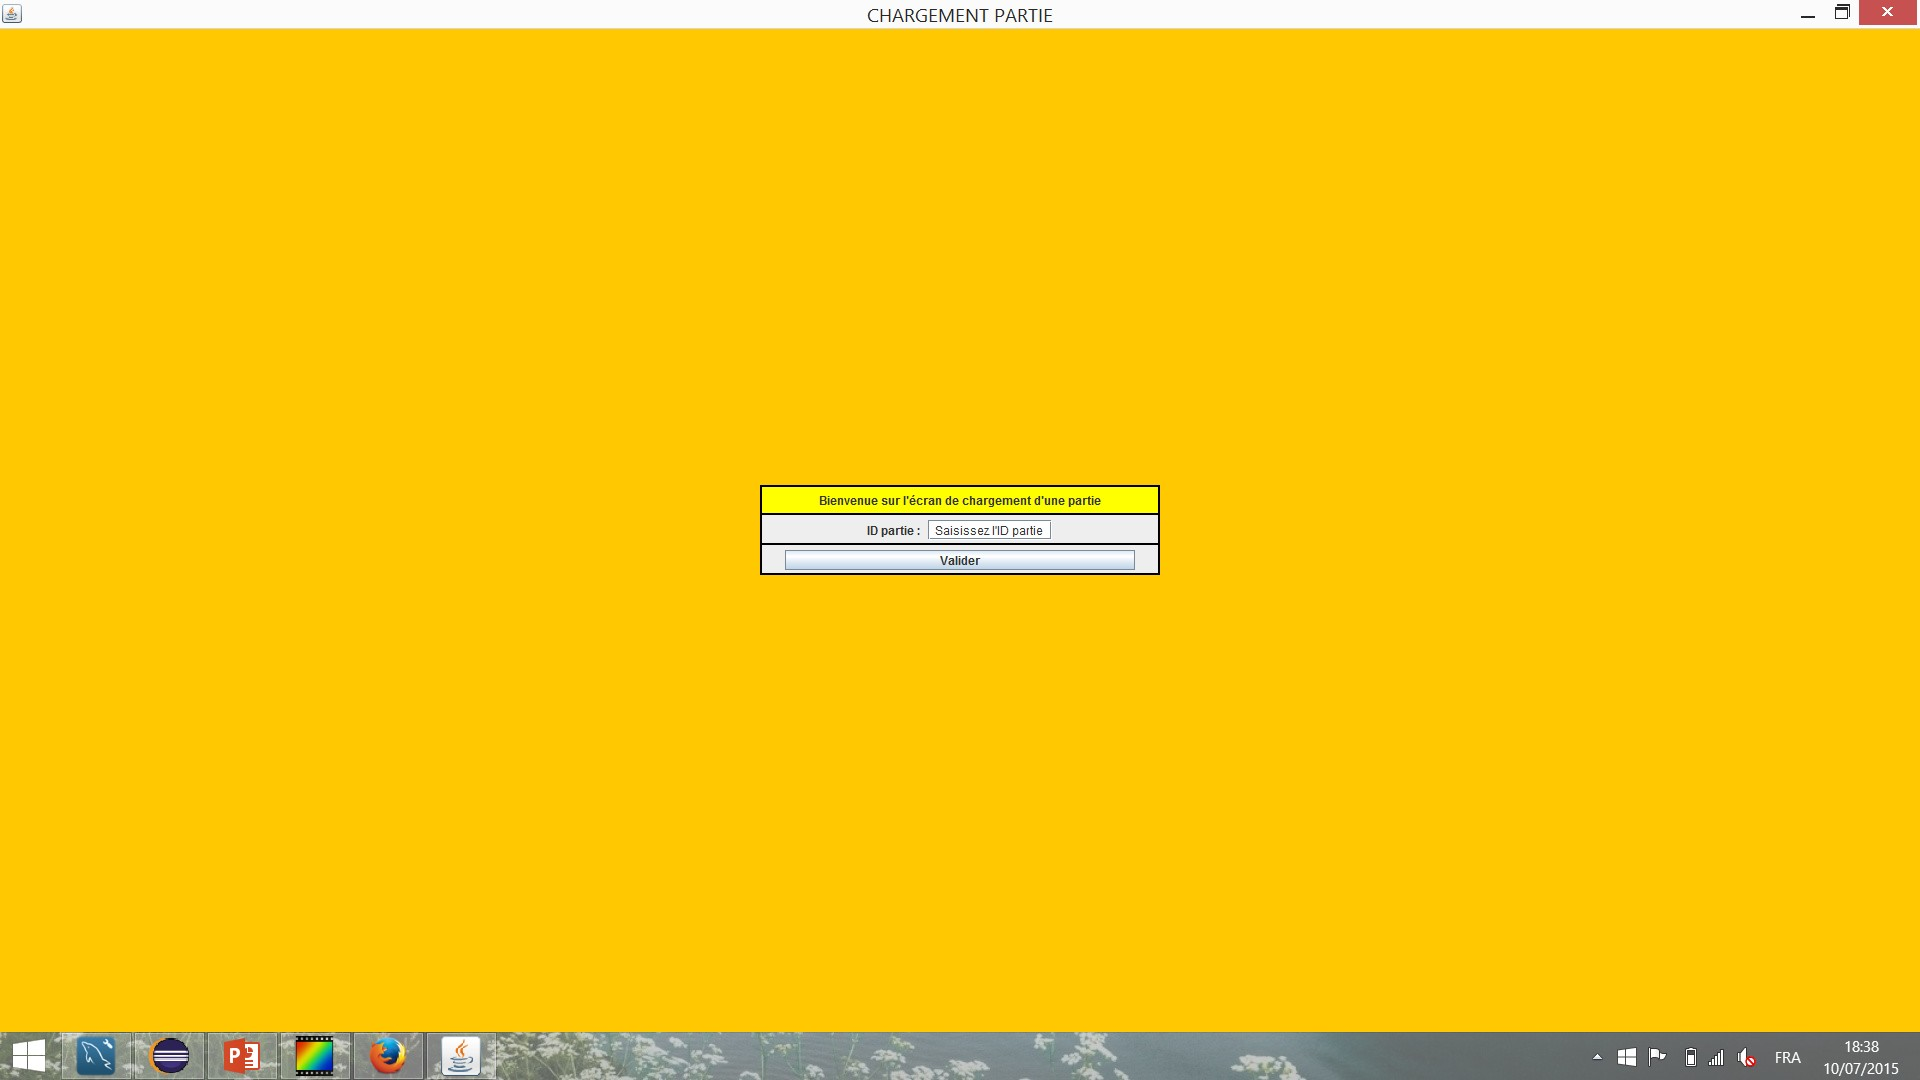 CHARGEMENT PARTIE
Bienvenue sur l'écran de chargement d'une partie
ID partie : Saisissez l'ID partie
Valider
FRA
18:38
10/07/2015